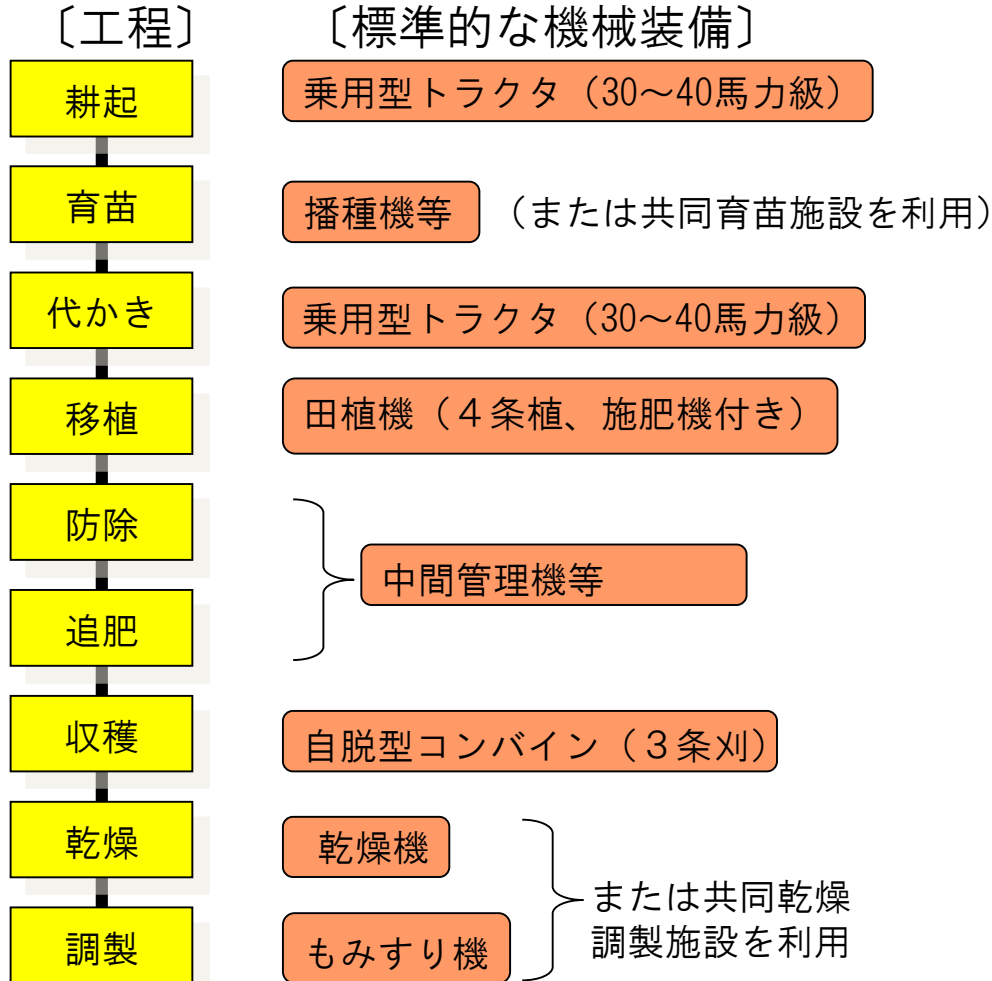 〔工程〕 〔標準的な機械装備〕
耕起 乗用型トラクタ（30～40馬力級）
育苗 播種機等 （または共同育苗施設を利用）
代かき 乗用型トラクタ（30～40馬力級）
移植 田植機（４条植、施肥機付き）
防除
中間管理機等
追肥
収穫 自脱型コンバイン（３条刈）
乾燥 乾燥機
または共同乾燥
調製施設を利用
調製 もみすり機